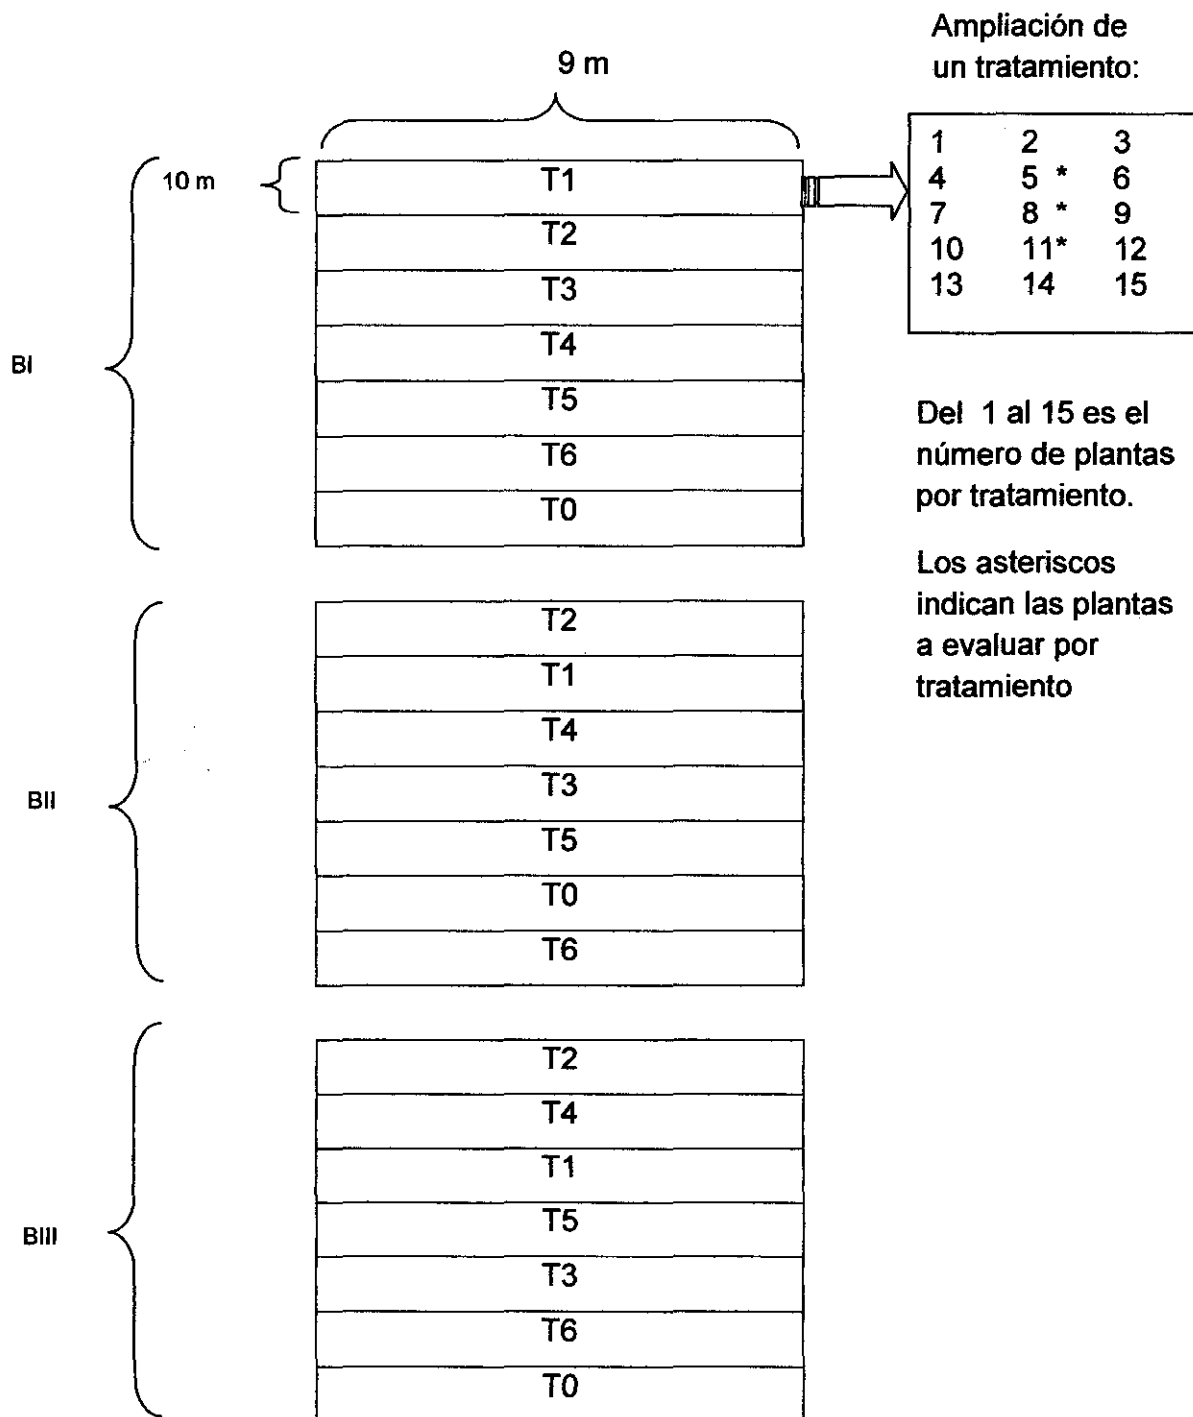 Ampliación de
un tratamiento:
9 m
10 m
1 2 3
4 5 * 6
7 8 * 9
10 11* 12
13 14 15
BI
T1
T2
T3
T4
T5
T6
T0
Del 1 al 15 es el
número de plantas
por tratamiento.
Los asteriscos
indican las plantas
a evaluar por
tratamiento
BII
T2
T1
T4
T3
T5
T0
T6
BIII
T2
T4
T1
T5
T3
T6
T0